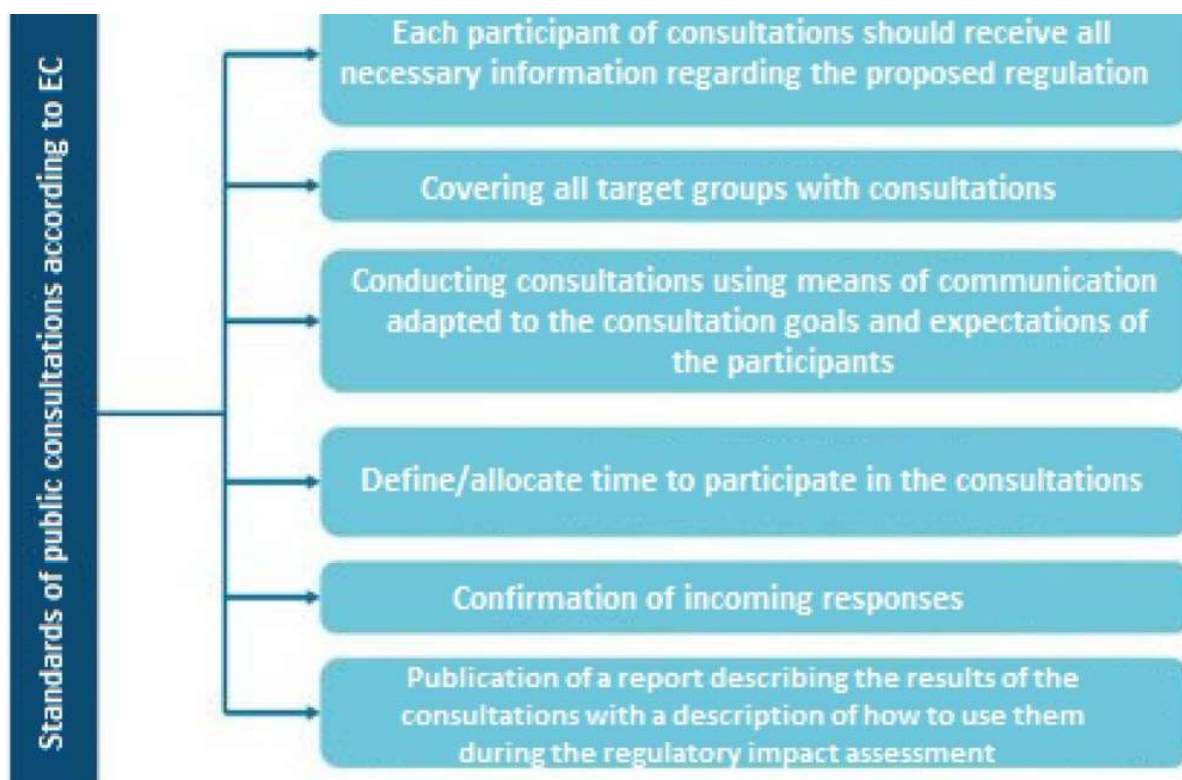 Standards of public consultations according to EC
Each participant of consultations should receive all
necessary information regarding the proposed regulation
Covering all target groups with consultations
Conducting consultations using means of communication
adapted to the consultation goals and expectations of
the participants
Define/allocate time to participate in the consultations
Confirmation of incoming responses
Publication of a report describing the results of the
consultations with a description of how to use them
during the regulatory impact assessment